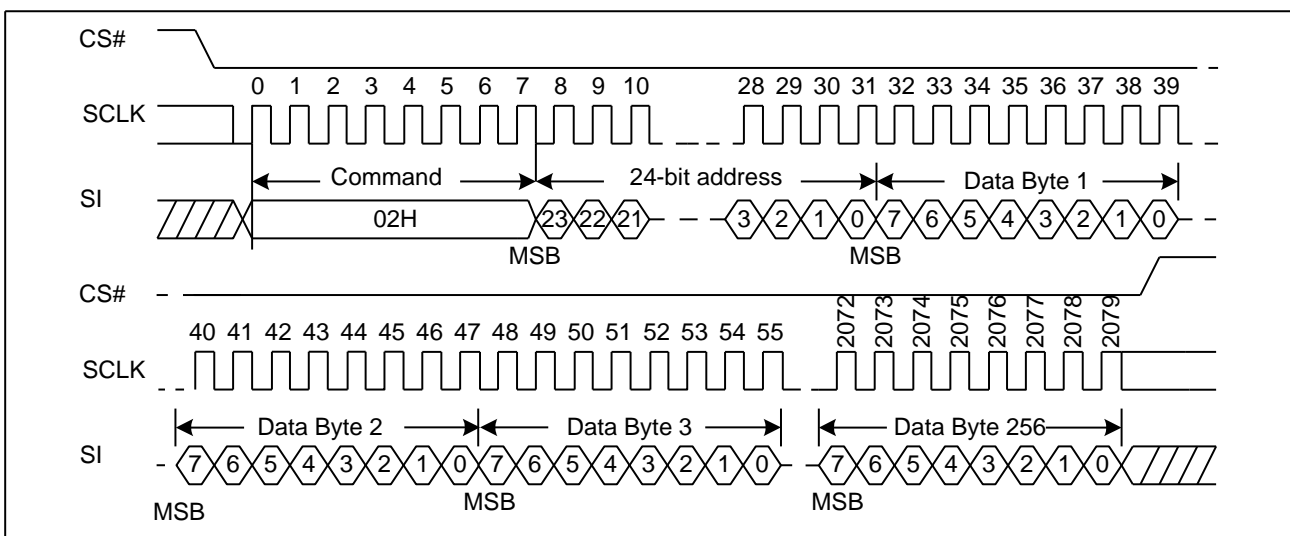 CS#
0 1 2 3 4 5 6 7 8 9 10 28 29 30 31 32 33 34 35 36 37 38 39
SCLK
Command 24-bit address Data Byte 1
SI
02H 23 22 21 3 2 1 0 7 6 5 4 3 2 1 0
MSB MSB
CS#
40 41 42 43 44 45 46 47 48 49 50 51 52 53 54 55 2072 2073 2074 2075 2076 2077 2078 2079
SCLK
Data Byte 2 Data Byte 3 Data Byte 256
SI
7 6 5 4 3 2 1 0 7 6 5 4 3 2 1 0 7 6 5 4 3 2 1 0
MSB MSB MSB